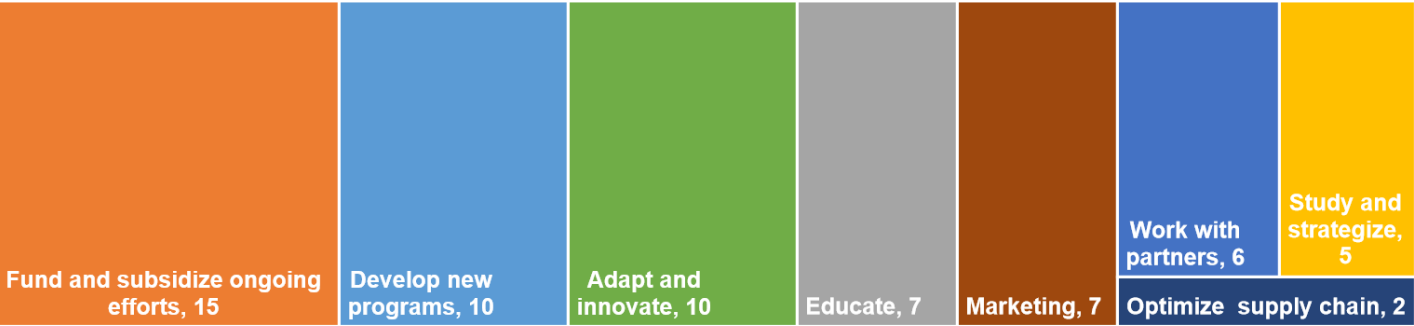 Fund and subsidize ongoing
efforts, 15
Develop new
programs, 10
Adapt and
innovate, 10
Educate, 7
Marketing, 7
Work with
partners, 6
Study and
strategize,
5
Optimize  supply chain, 2